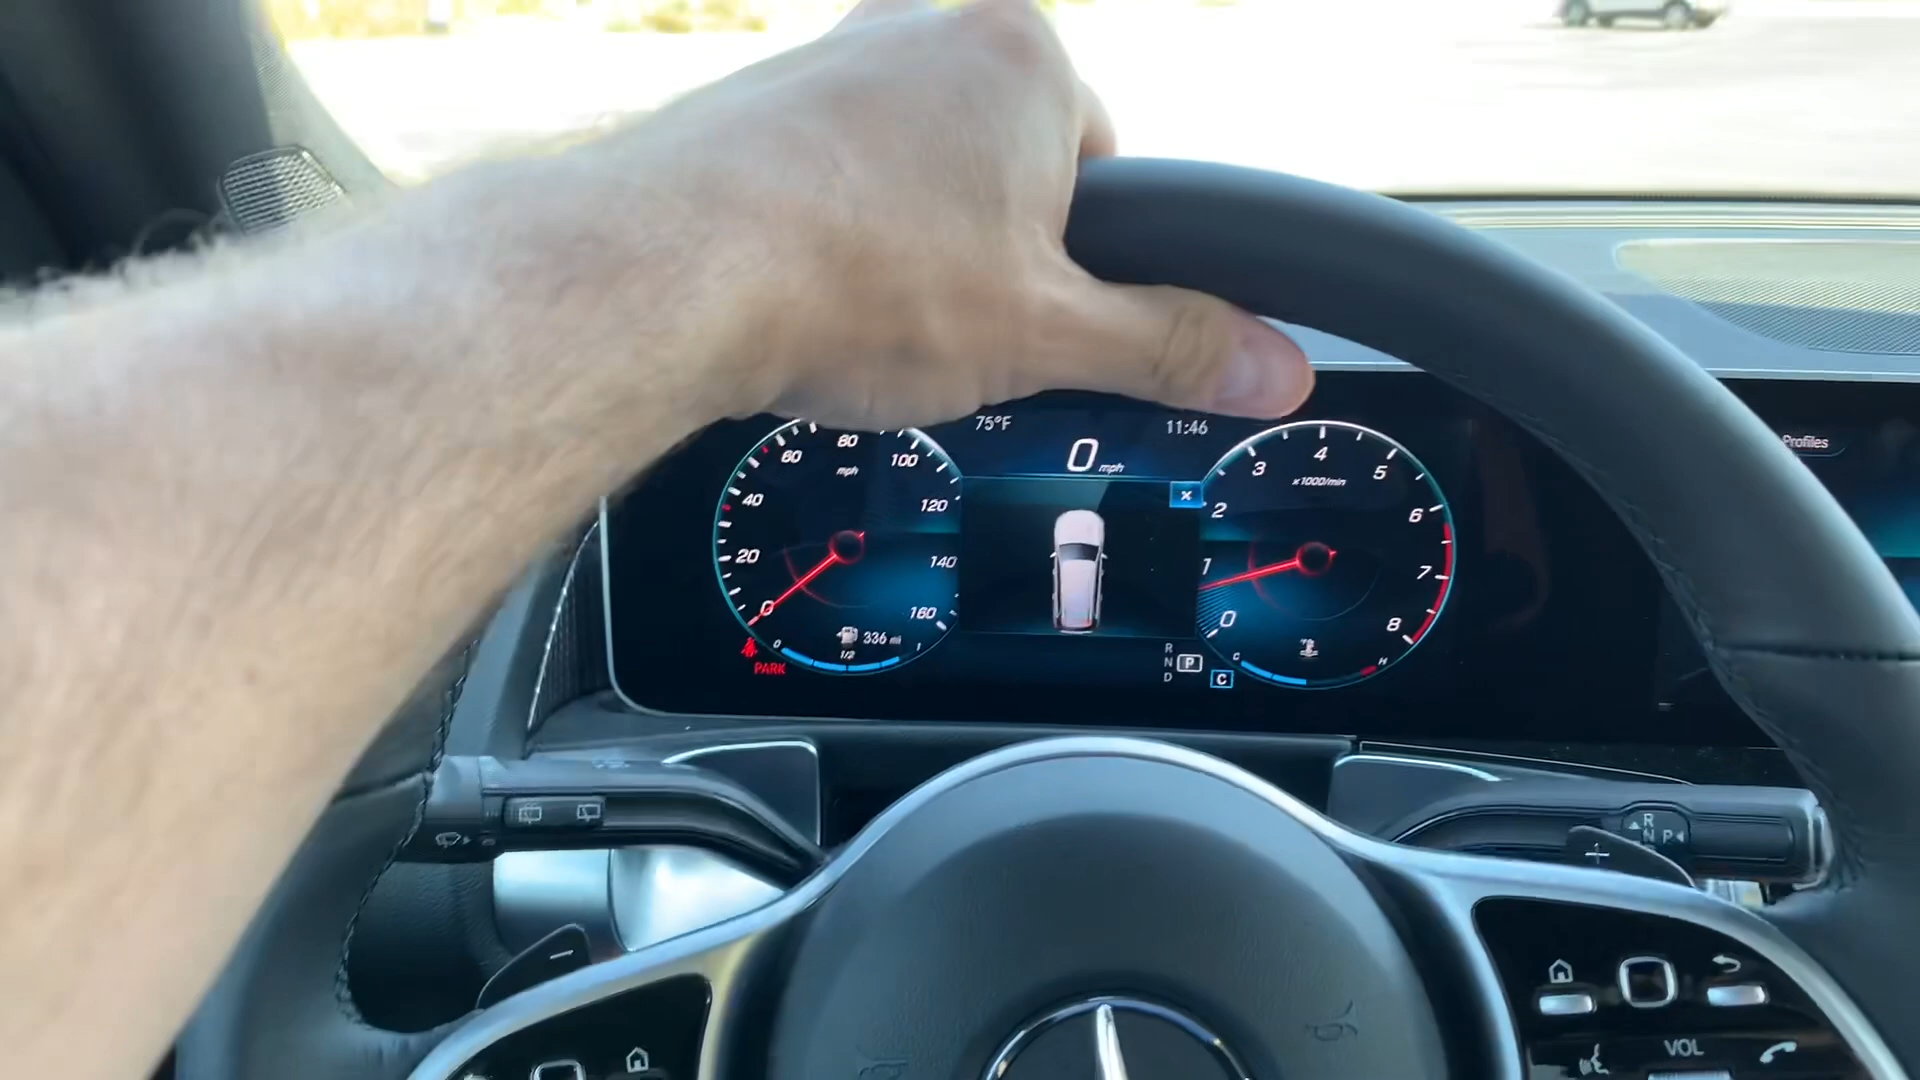 75°F
11:46
0 mph
Profiles
80
60
100
mph
40
120
20
140
0
160
336 mi
0
1/2
1
PARK
4
3
5
x1000/min
2
6
1
7
0
8
C
H
R
N
P
D
C
R
N
P
+
−
VOL